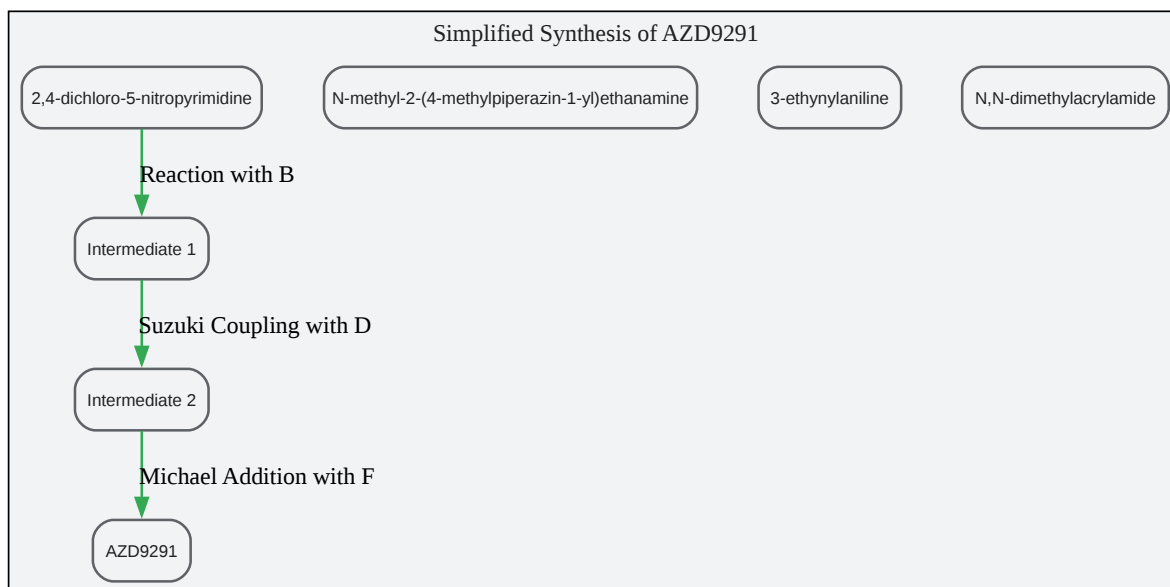 Simplified Synthesis of AZD9291
2,4-dichloro-5-nitropyrimidine
N-methyl-2-(4-methylpiperazin-1-yl)ethanamine
3-ethynylaniline
N,N-dimethylacrylamide
Reaction with B
Intermediate 1
Suzuki Coupling with D
Intermediate 2
Michael Addition with F
AZD9291